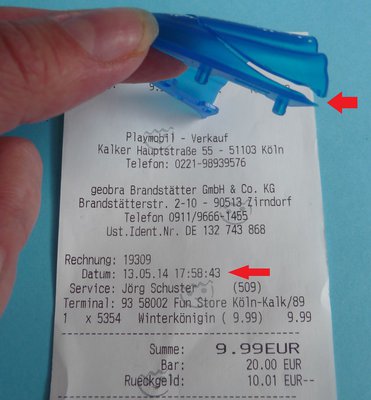 Playmobil - Verkauf
Kalker Hauptstraße 55 - 51103 Köln
Telefon: 0221-98939576
geobra Brandstätter GmbH & Co. KG
Brandstätterstr. 2-10 - 90513 Zirndorf
Telefon 0911/9666-1455
Ust.Ident.Nr. DE 132 743 868
Rechnung: 19309
Datum: 13.05.14 17:58:43
Service: Jörg Schuster (509)
Terminal: 93 58002 Fun Store Köln-Kalk/89
1 x 5354 Winterkönigin ( 9.99) 9.99
Summe: 9.99EUR
Bar: 20.00 EUR
Rueckgeld: 10.01 EUR--